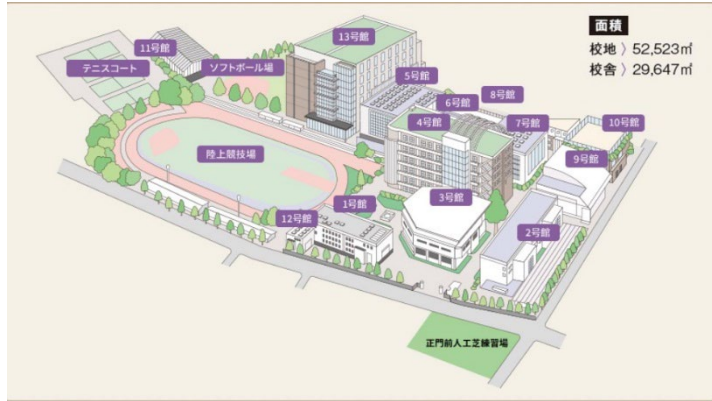 面積
校地 〉 52,523㎡
校舎 〉 29,647㎡
13号館
11号館
テニスコート
ソフトボール場
5号館
8号館
6号館
4号館
7号館
10号館
9号館
陸上競技場
3号館
1号館
12号館
2号館
正門前人工芝練習場